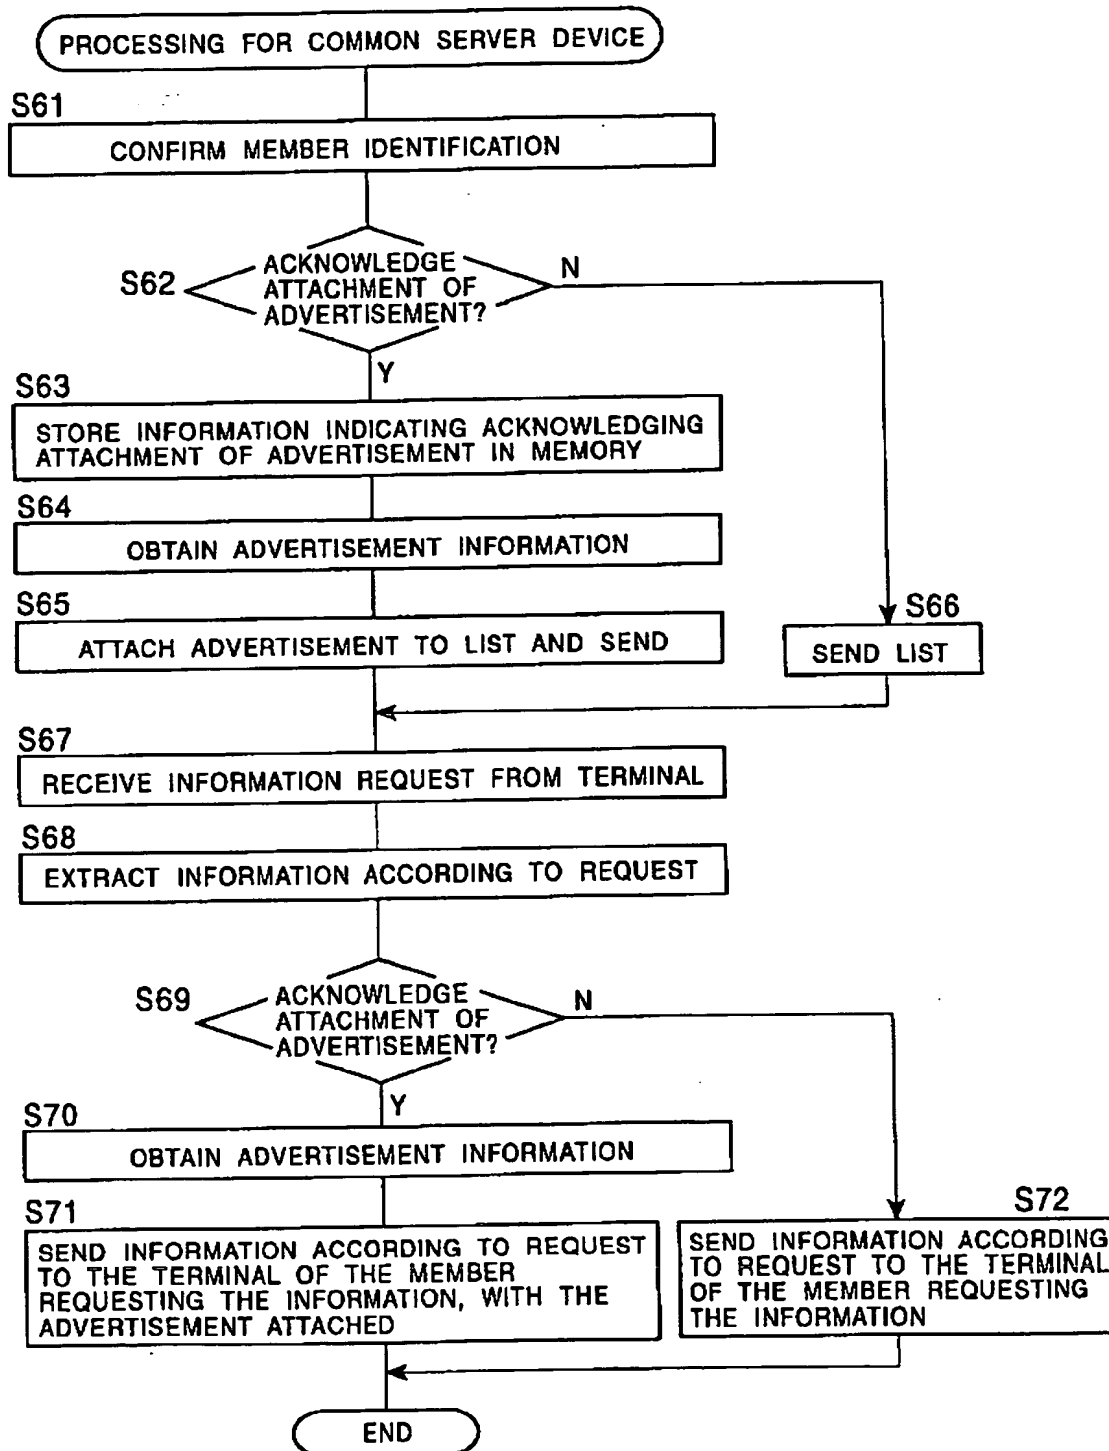 PROCESSING FOR COMMON SERVER DEVICE
S61
CONFIRM MEMBER IDENTIFICATION
S62
ACKNOWLEDGE
ATTACHMENT OF
ADVERTISEMENT?
N
Y
S63
STORE INFORMATION INDICATING ACKNOWLEDGING
ATTACHMENT OF ADVERTISEMENT IN MEMORY
S64
OBTAIN ADVERTISEMENT INFORMATION
S65
ATTACH ADVERTISEMENT TO LIST AND SEND
S66
SEND LIST
S67
RECEIVE INFORMATION REQUEST FROM TERMINAL
S68
EXTRACT INFORMATION ACCORDING TO REQUEST
S69
ACKNOWLEDGE
ATTACHMENT OF
ADVERTISEMENT?
N
Y
S70
OBTAIN ADVERTISEMENT INFORMATION
S71
SEND INFORMATION ACCORDING TO REQUEST
TO THE TERMINAL OF THE MEMBER
REQUESTING THE INFORMATION, WITH THE
ADVERTISEMENT ATTACHED
S72
SEND INFORMATION ACCORDING
TO REQUEST TO THE TERMINAL
OF THE MEMBER REQUESTING
THE INFORMATION
END